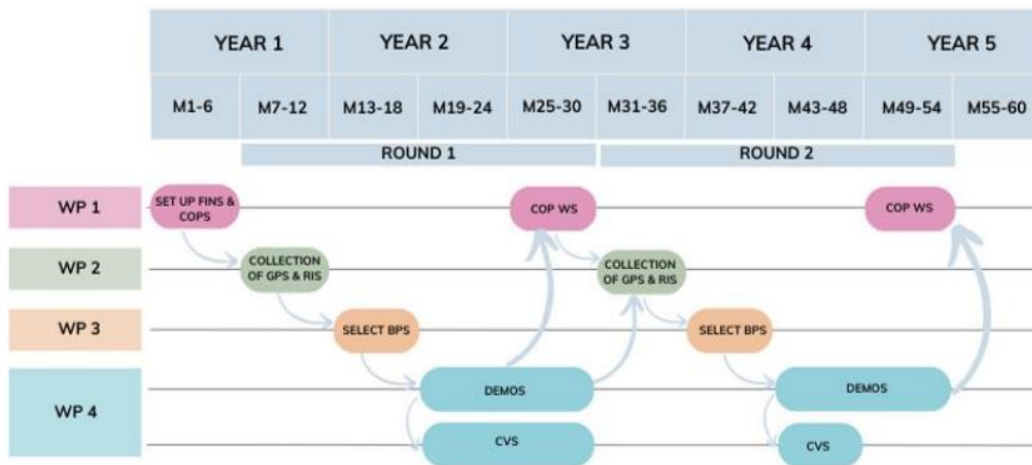 YEAR 1
YEAR 2
YEAR 3
YEAR 4
YEAR 5
M1-6
M7-12
M13-18
M19-24
M25-30
M31-36
M37-42
M43-48
M49-54
M55-60
ROUND 1
ROUND 2
WP 1
SET UP FINS &
COPS
COP WS
COP WS
WP 2
COLLECTION
OF GPS & RIS
COLLECTION
OF GPS & RIS
WP 3
SELECT BPS
SELECT BPS
WP 4
DEMOS
DEMOS
CVS
CVS